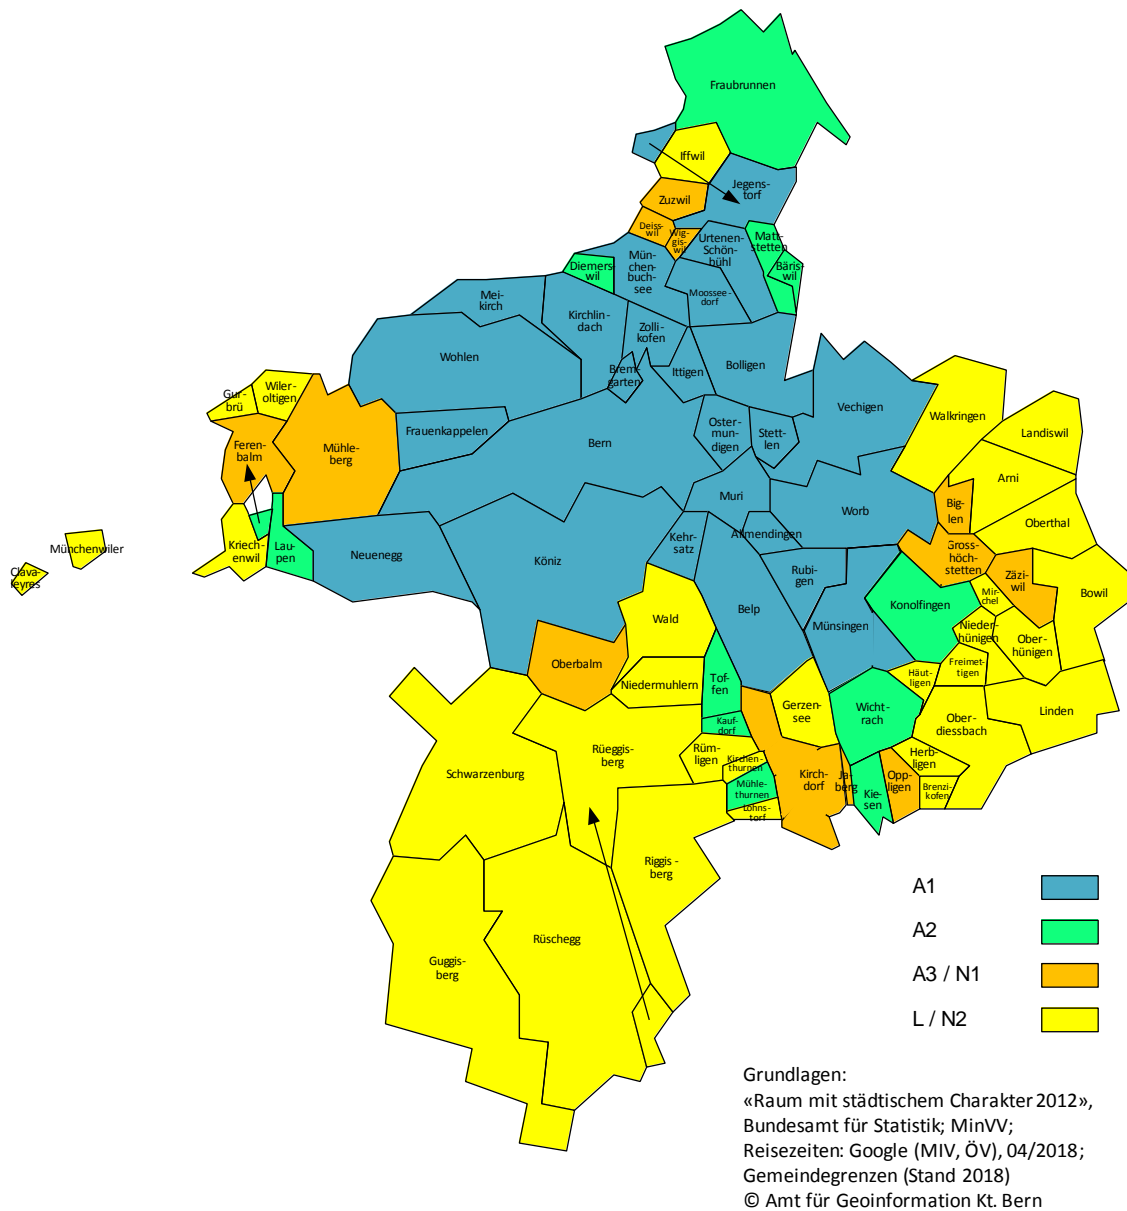 Fraubrunnen
Iffwil
Jegens-
torf
Zuzwil
Deiss-
wil
Wig-
gis-
wil
Urtenen-
Schön-
bühl
Matt-
stetten
Bäris-
wil
Diemers-
wil
Mün-
chen-
buch-
see
Moossee-
dorf
Mei-
kirch
Kirchlin-
dach
Zolli-
kofen
Wohlen
Brem-
garten
Ittigen
Bolligen
Gur-
brü
Wiler-
oltigen
Vechigen
Walkringen
Landiswil
Feren-
balm
Mühle-
berg
Frauenkappelen
Bern
Oster-
mun-
digen
Stett-
len
Arni
Muri
Worb
Big-
len
Oberthal
Münchenwiler
Clava-
leyres
Kriechen-
wil
Lau-
pen
Neuenegg
Köniz
Kehr-
satz
Allmendingen
Rubi-
gen
Gross-
höch-
stetten
Zäzi-
wil
Bowil
Mir-
chel
Konolfingen
Belp
Münsingen
Wald
Nieder-
hünigen
Ober-
hünigen
Oberbalm
Niedermuhlern
Tof-
fen
Häut-
ligen
Freimet-
tigen
Gerzen-
see
Wicht-
rach
Linden
Kauf-
dorf
Ober-
diessbach
Rüeggis-
berg
Rüm-
ligen
Kirchen-
thurnen
Herb-
ligen
Schwarzenburg
Mühle-
thurnen
Kirch-
dorf
Ja-
berg
Kie-
sen
Opp-
ligen
Brenzi-
kofen
Lohns-
torf
Riggis-
berg
Guggis-
berg
Rüschegg
A1
A2
A3 / N1
L / N2
Grundlagen:
«Raum mit städtischem Charakter 2012»,
Bundesamt für Statistik; MinVV;
Reisezeiten: Google (MIV, ÖV), 04/2018;
Gemeindegrenzen (Stand 2018)
© Amt für Geoinformation Kt. Bern